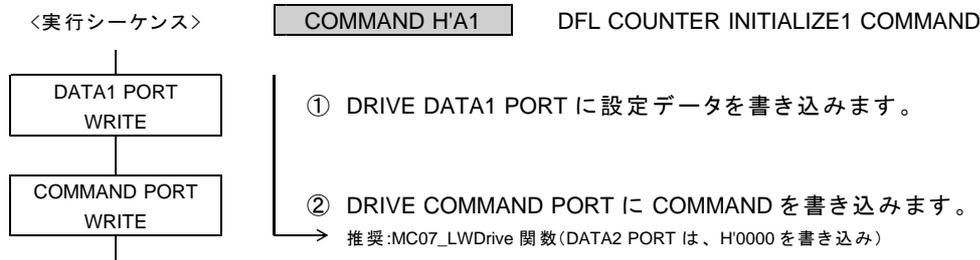 <実行シーケンス>
COMMAND H'A1
DFL COUNTER INITIALIZE1 COMMAND
DATA1 PORT
WRITE
① DRIVE DATA1 PORT に設定データを書き込みます。
COMMAND PORT
WRITE
② DRIVE COMMAND PORT に COMMAND を書き込みます。
推奨:MC07_LWDrive 関数(DATA2 PORT は、H'0000 を書き込み)